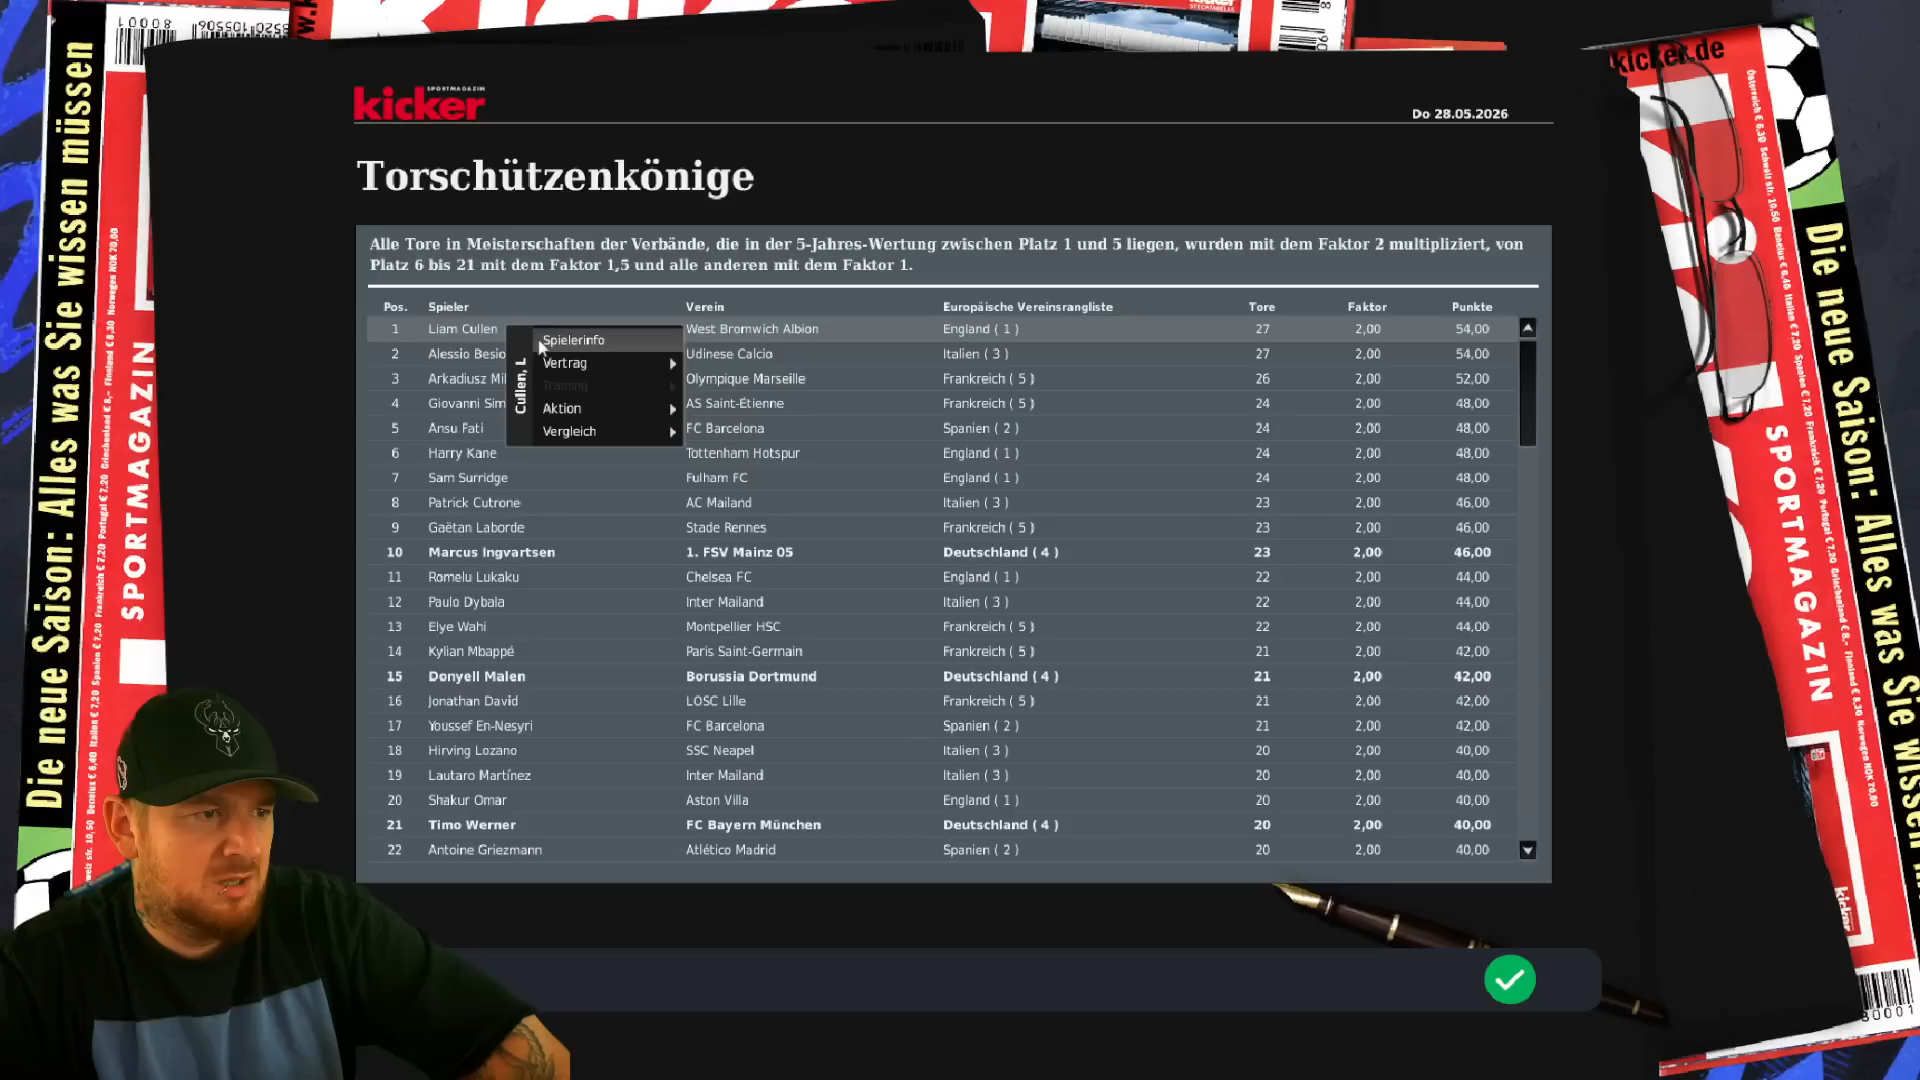 kicker
SPORTMAGAZIN
Do 28.05.2026
Torschützenkönige
Alle Tore in Meisterschaften der Verbände, die in der 5-Jahres-Wertung zwischen Platz 1 und 5 liegen, wurden mit dem Faktor 2 multipliziert, von
Platz 6 bis 21 mit dem Faktor 1,5 und alle anderen mit dem Faktor 1.
Pos. Spieler Verein Europäische Vereinsrangliste Tore Faktor Punkte
1 Liam Cullen West Bromwich Albion England ( 1 ) 27 2,00 54,00
2 Alessio Besio Udinese Calcio Italien ( 3 ) 27 2,00 54,00
3 Arkadiusz Mil Olympique Marseille Frankreich ( 5 ) 26 2,00 52,00
4 Giovanni Sim AS Saint-Étienne Frankreich ( 5 ) 24 2,00 48,00
5 Ansu Fati FC Barcelona Spanien ( 2 ) 24 2,00 48,00
6 Harry Kane Tottenham Hotspur England ( 1 ) 24 2,00 48,00
7 Sam Surridge Fulham FC England ( 1 ) 24 2,00 48,00
8 Patrick Cutrone AC Mailand Italien ( 3 ) 23 2,00 46,00
9 Gaëtan Laborde Stade Rennes Frankreich ( 5 ) 23 2,00 46,00
10 Marcus Ingvartsen 1. FSV Mainz 05 Deutschland ( 4 ) 23 2,00 46,00
11 Romelu Lukaku Chelsea FC England ( 1 ) 22 2,00 44,00
12 Paulo Dybala Inter Mailand Italien ( 3 ) 22 2,00 44,00
13 Elye Wahi Montpellier HSC Frankreich ( 5 ) 22 2,00 44,00
14 Kylian Mbappé Paris Saint-Germain Frankreich ( 5 ) 21 2,00 42,00
15 Donyell Malen Borussia Dortmund Deutschland ( 4 ) 21 2,00 42,00
16 Jonathan David LOSC Lille Frankreich ( 5 ) 21 2,00 42,00
17 Youssef En-Nesyri FC Barcelona Spanien ( 2 ) 21 2,00 42,00
18 Hirving Lozano SSC Neapel Italien ( 3 ) 20 2,00 40,00
19 Lautaro Martínez Inter Mailand Italien ( 3 ) 20 2,00 40,00
20 Shakur Omar Aston Villa England ( 1 ) 20 2,00 40,00
21 Timo Werner FC Bayern München Deutschland ( 4 ) 20 2,00 40,00
22 Antoine Griezmann Atlético Madrid Spanien ( 2 ) 20 2,00 40,00
Cullen, L
Spielerinfo
Vertrag
Training
Aktion
Vergleich
Die neue Saison: Alles was Sie wissen müssen
SPORTMAGAZIN
80001
kicker.de
SPORTMAGAZIN
Die neue Saison: Alles was Sie wissen
kicker
80001